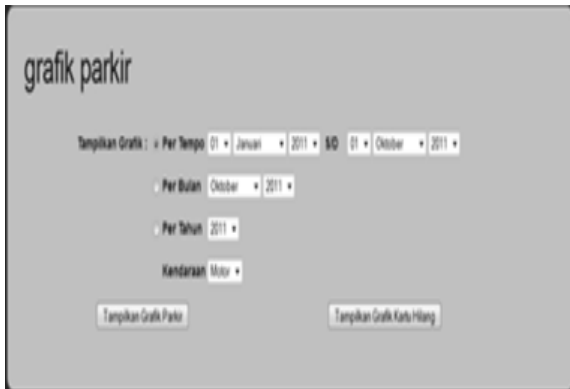 grafik parkir
Tampilkan Grafik : Per Tempo 01 Januari 2011 S/D 01 Oktober 2011
Per Bulan Oktober 2011
Per Tahun 2011
Kendaraan Motor
Tampilkan Grafik Parkir Tampilkan Grafik Kartu Hilang